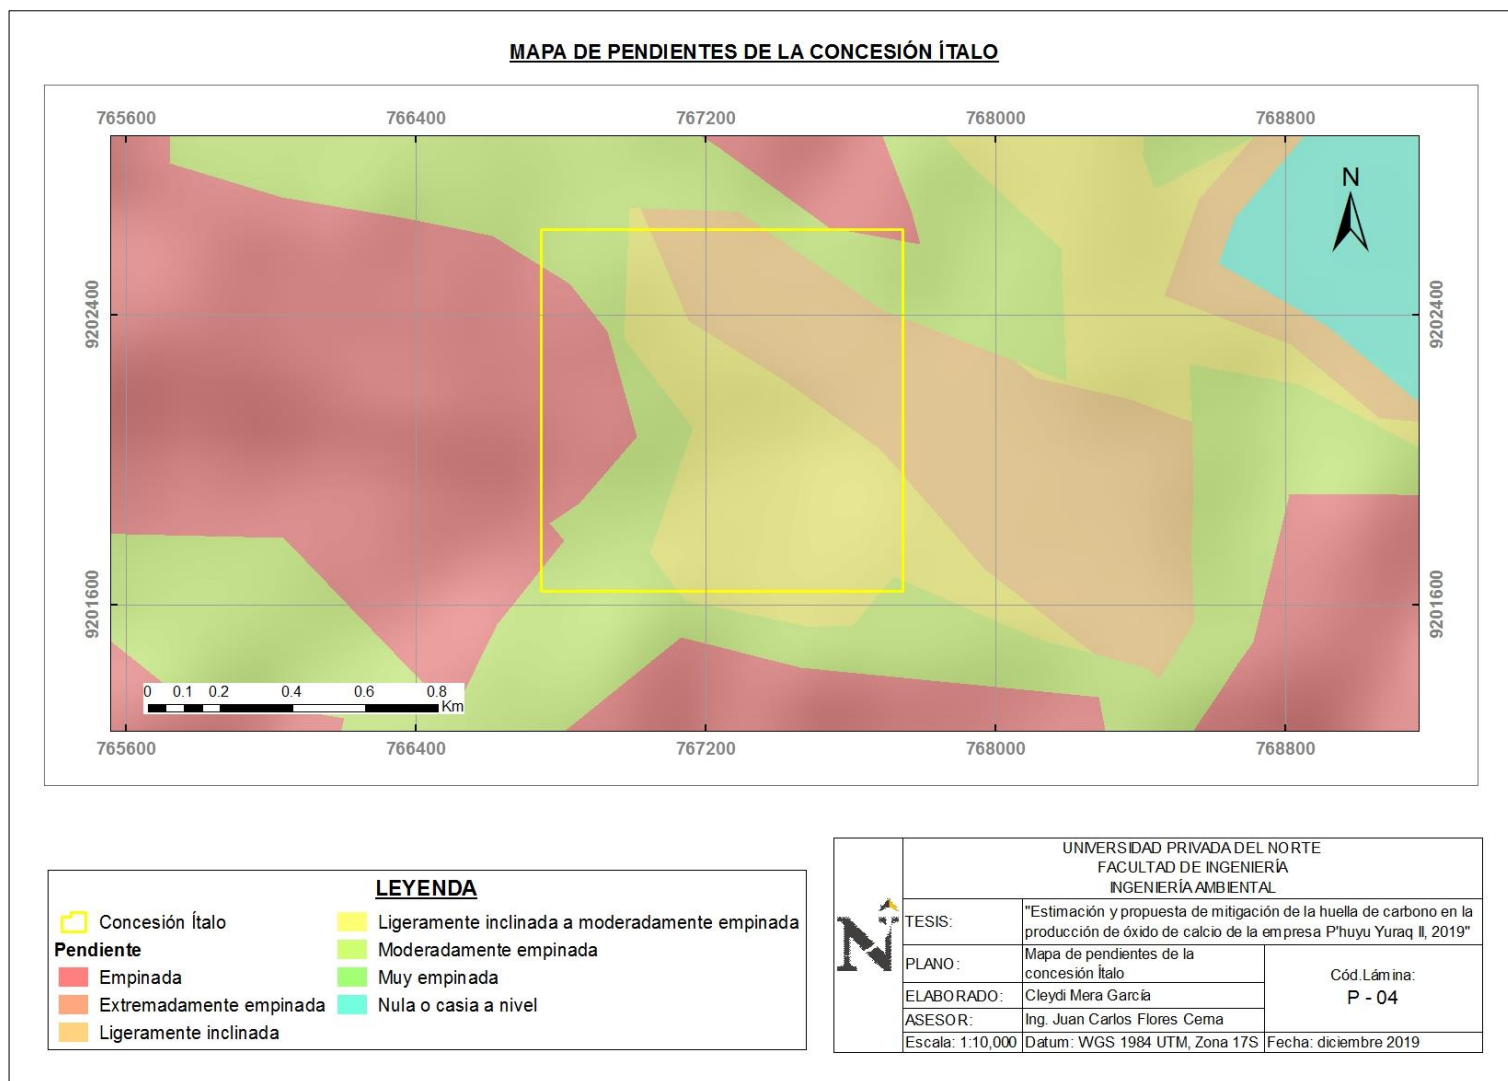 MAPA DE PENDIENTES DE LA CONCESIÓN ÍTALO
765600 766400 767200 768000 768800
N
9202400 9202400
9201600 9201600
0 0.1 0.2 0.4 0.6 0.8
Km
765600 766400 767200 768000 768800
LEYENDA
Concesión Ítalo
Pendiente
Empinada
Extremadamente empinada
Ligeramente inclinada
Ligeramente inclinada a moderadamente empinada
Moderadamente empinada
Muy empinada
Nula o casia a nivel
N
UNIVERSIDAD PRIVADA DEL NORTE
FACULTAD DE INGENIERÍA
INGENIERÍA AMBIENTAL
TESIS: "Estimación y propuesta de mitigación de la huella de carbono en la
producción de óxido de calcio de la empresa P'huyu Yuraq II, 2019"
PLANO: Mapa de pendientes de la
concesión Ítalo
Cód.Lámina:
P - 04
ELABORADO: Cleydi Mera García
ASESOR: Ing. Juan Carlos Flores Cerna
Escala: 1:10,000 Datum: WGS 1984 UTM, Zona 17S Fecha: diciembre 2019